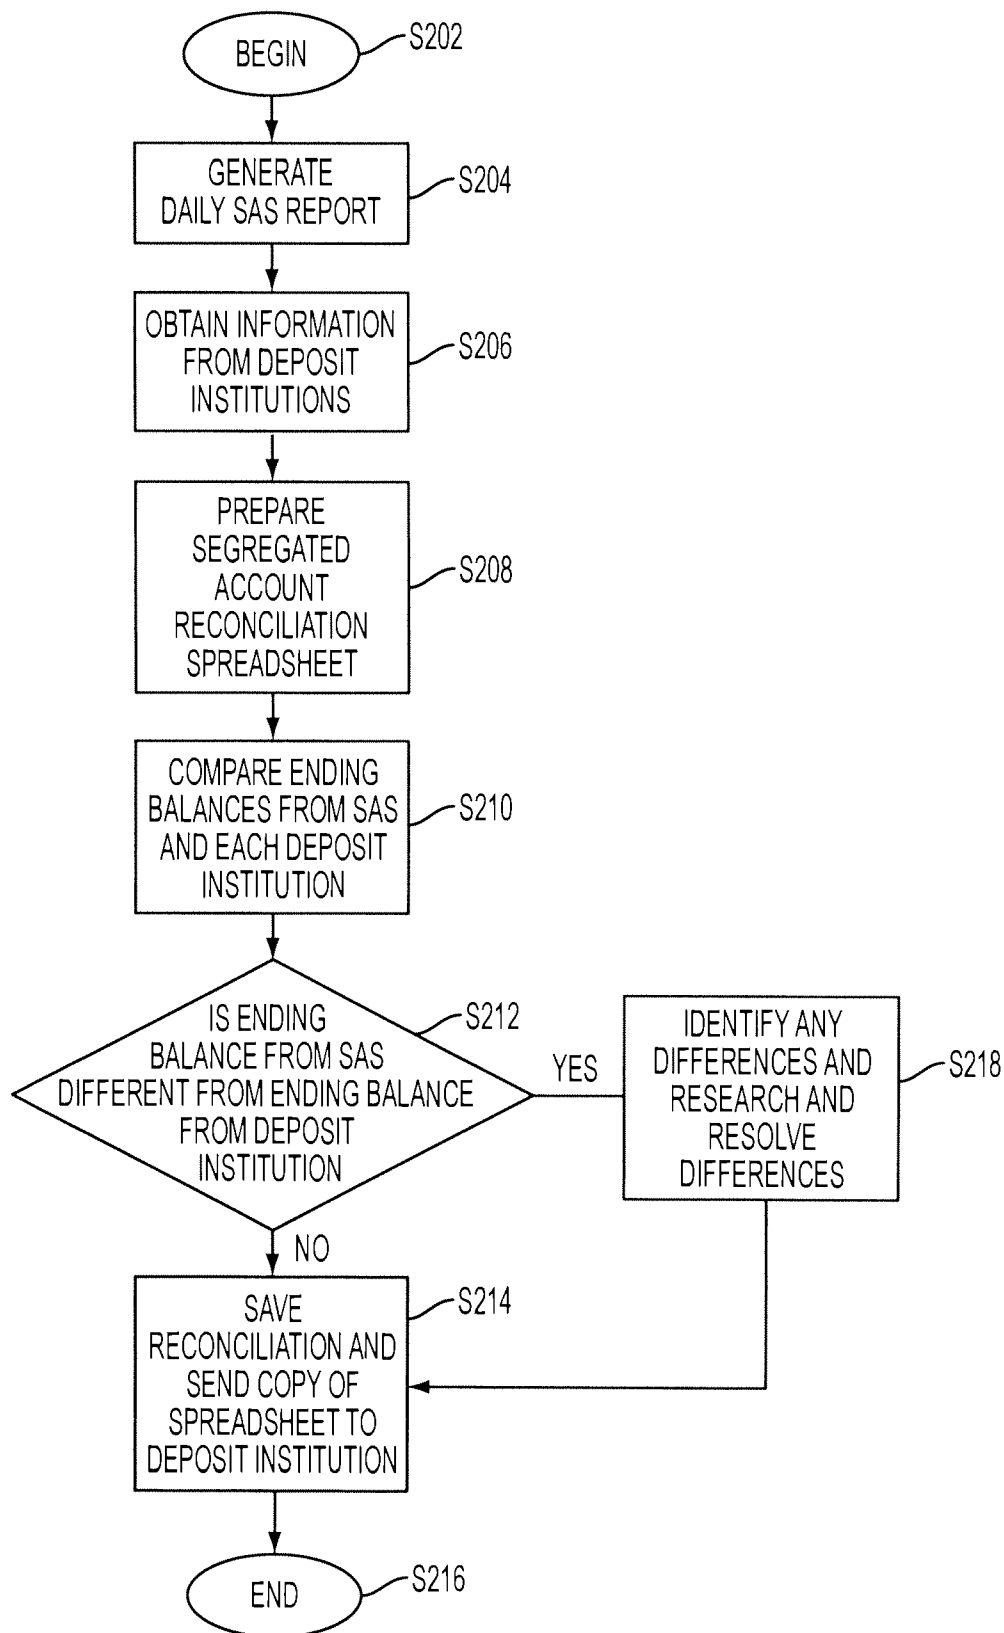 BEGIN
S202
GENERATE
DAILY SAS REPORT
S204
OBTAIN INFORMATION
FROM DEPOSIT
INSTITUTIONS
S206
PREPARE
SEGREGATED
ACCOUNT
RECONCILIATION
SPREADSHEET
S208
COMPARE ENDING
BALANCES FROM SAS
AND EACH DEPOSIT
INSTITUTION
S210
IS ENDING
BALANCE FROM SAS
DIFFERENT FROM ENDING BALANCE
FROM DEPOSIT
INSTITUTION
S212
YES
IDENTIFY ANY
DIFFERENCES AND
RESEARCH AND
RESOLVE
DIFFERENCES
S218
NO
SAVE
RECONCILIATION AND
SEND COPY OF
SPREADSHEET TO
DEPOSIT INSTITUTION
S214
END
S216